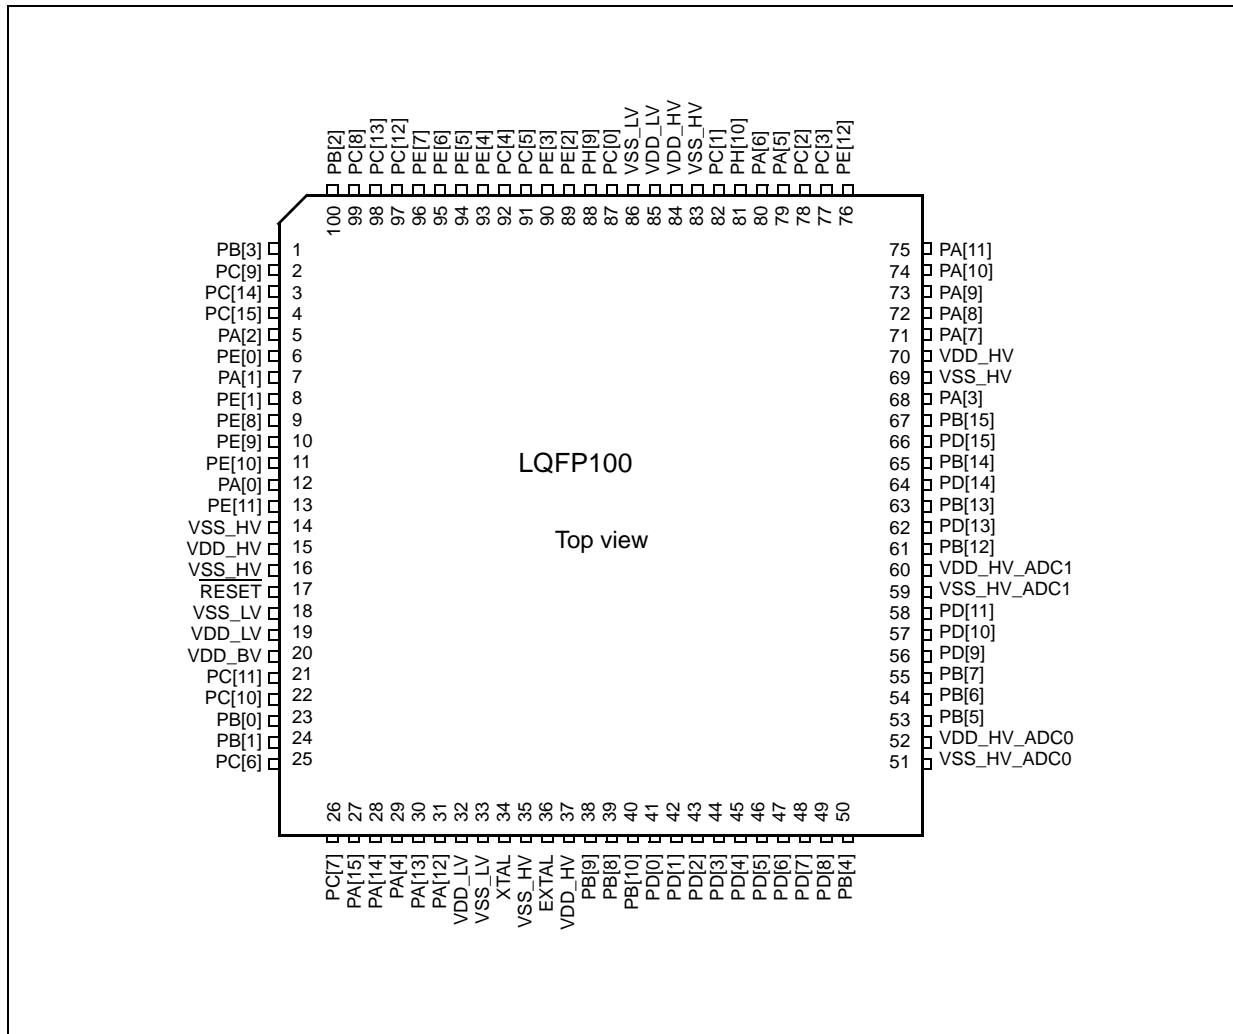 PB[2]
PC[8]
PC[13]
PC[12]
PE[7]
PE[6]
PE[5]
PE[4]
PC[4]
PC[5]
PE[3]
PE[2]
PH[9]
PC[0]
VSS_LV
VDD_LV
VDD_HV
VSS_HV
PC[1]
PH[10]
PA[6]
PA[5]
PC[2]
PC[3]
PE[12]
100
99
98
97
96
95
94
93
92
91
90
89
88
87
86
85
84
83
82
81
80
79
78
77
76
PB[3] 1
PC[9] 2
PC[14] 3
PC[15] 4
PA[2] 5
PE[0] 6
PA[1] 7
PE[1] 8
PE[8] 9
PE[9] 10
PE[10] 11
PA[0] 12
PE[11] 13
VSS_HV 14
VDD_HV 15
VSS_HV 16
RESET 17
VSS_LV 18
VDD_LV 19
VDD_BV 20
PC[11] 21
PC[10] 22
PB[0] 23
PB[1] 24
PC[6] 25
LQFP100
Top view
75 PA[11]
74 PA[10]
73 PA[9]
72 PA[8]
71 PA[7]
70 VDD_HV
69 VSS_HV
68 PA[3]
67 PB[15]
66 PD[15]
65 PB[14]
64 PD[14]
63 PB[13]
62 PD[13]
61 PB[12]
60 VDD_HV_ADC1
59 VSS_HV_ADC1
58 PD[11]
57 PD[10]
56 PD[9]
55 PB[7]
54 PB[6]
53 PB[5]
52 VDD_HV_ADC0
51 VSS_HV_ADC0
26
27
28
29
30
31
32
33
34
35
36
37
38
39
40
41
42
43
44
45
46
47
48
49
50
PC[7]
PA[15]
PA[14]
PA[4]
PA[13]
PA[12]
VDD_LV
VSS_LV
XTAL
VSS_HV
EXTAL
VDD_HV
PB[9]
PB[8]
PB[10]
PD[0]
PD[1]
PD[2]
PD[3]
PD[4]
PD[5]
PD[6]
PD[7]
PD[8]
PB[4]